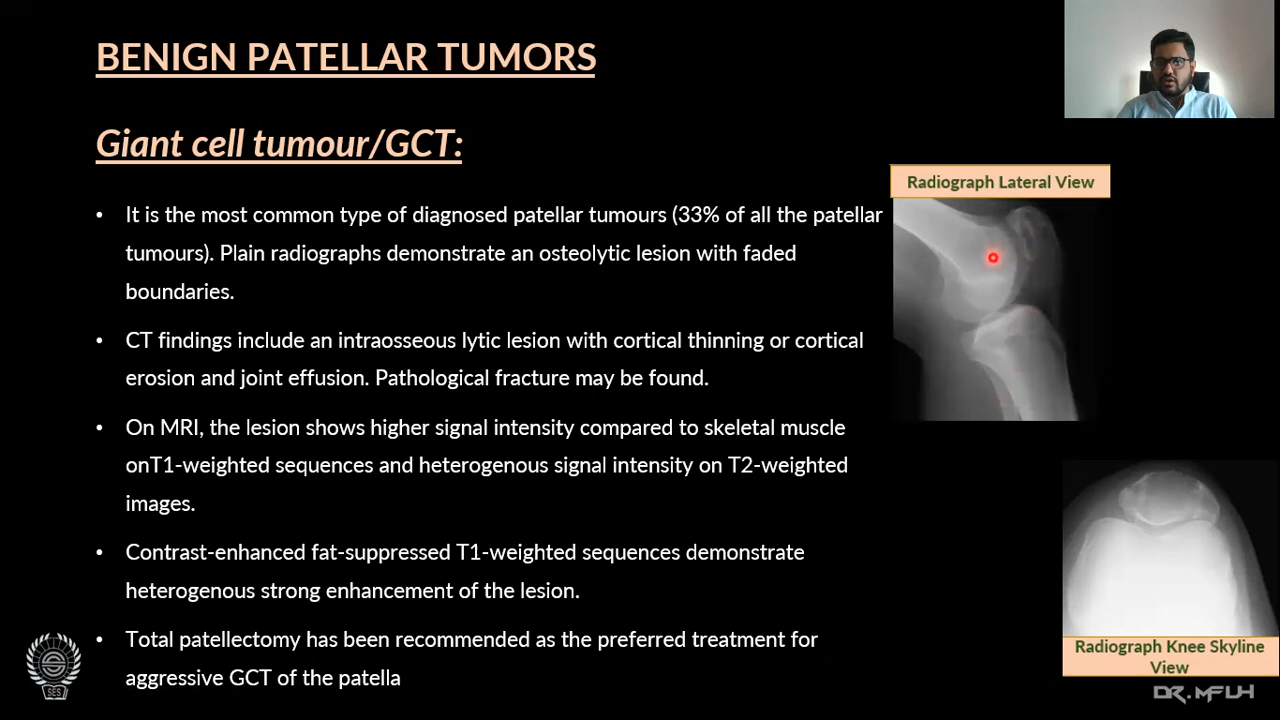 BENIGN PATELLAR TUMORS
Giant cell tumour/GCT:
• It is the most common type of diagnosed patellar tumours (33% of all the patellar
tumours). Plain radiographs demonstrate an osteolytic lesion with faded
boundaries.
• CT findings include an intraosseous lytic lesion with cortical thinning or cortical
erosion and joint effusion. Pathological fracture may be found.
• On MRI, the lesion shows higher signal intensity compared to skeletal muscle
onT1-weighted sequences and heterogenous signal intensity on T2-weighted
images.
• Contrast-enhanced fat-suppressed T1-weighted sequences demonstrate
heterogenous strong enhancement of the lesion.
• Total patellectomy has been recommended as the preferred treatment for
aggressive GCT of the patella
Radiograph Lateral View
Radiograph Knee Skyline
View
SES
DR.MFUH